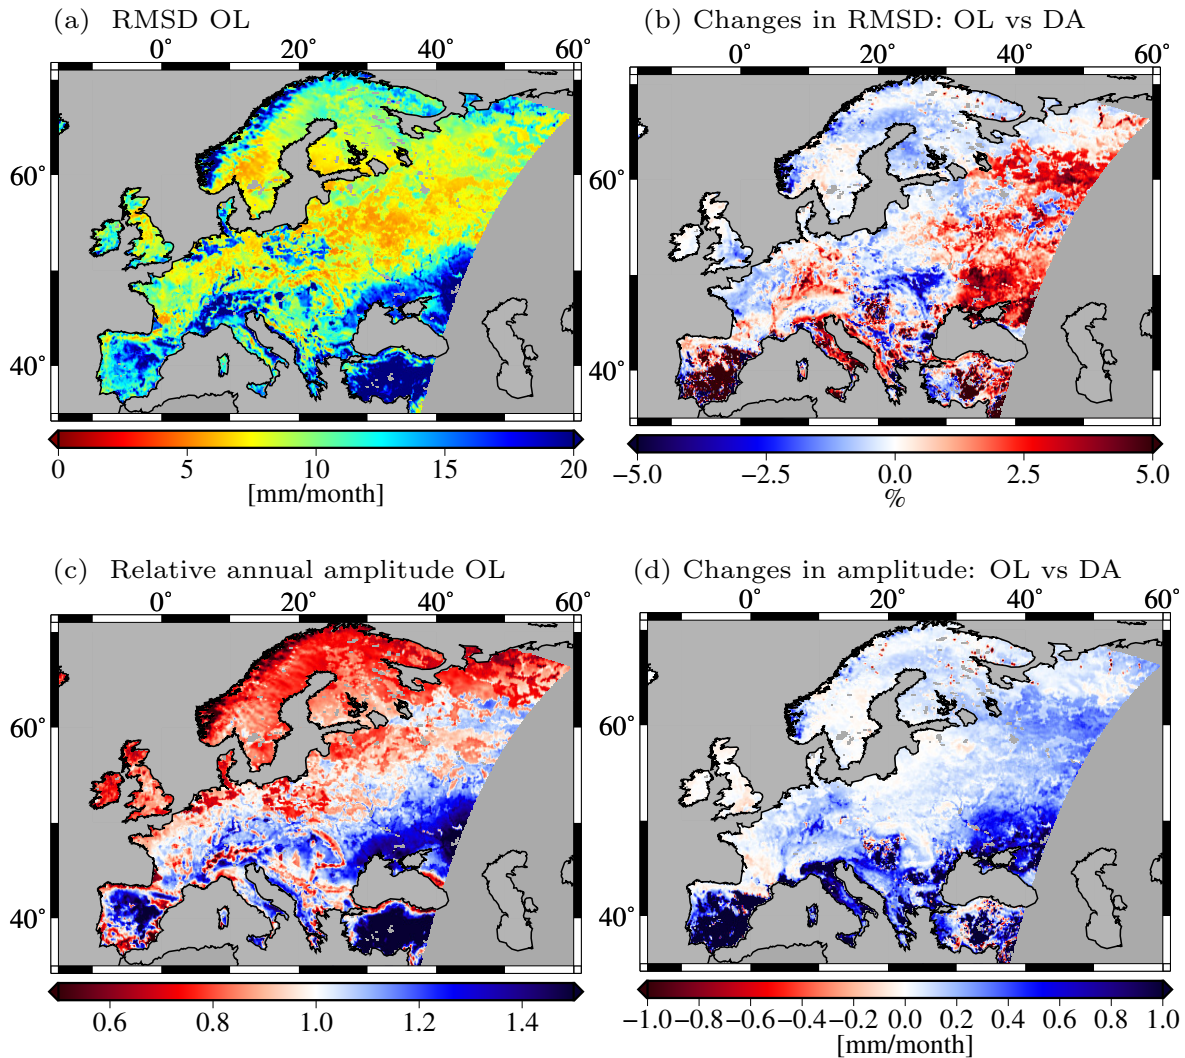 (a) RMSD OL
0° 20° 40° 60°
60°
40°
0 5 10 15 20
[mm/month]
(b) Changes in RMSD: OL vs DA
0° 20° 40° 60°
60°
40°
−5.0 −2.5 0.0 2.5 5.0
%
(c) Relative annual amplitude OL
0° 20° 40° 60°
60°
40°
0.6 0.8 1.0 1.2 1.4
(d) Changes in amplitude: OL vs DA
0° 20° 40° 60°
60°
40°
−1.0 −0.8 −0.6 −0.4 −0.2 0.0 0.2 0.4 0.6 0.8 1.0
[mm/month]